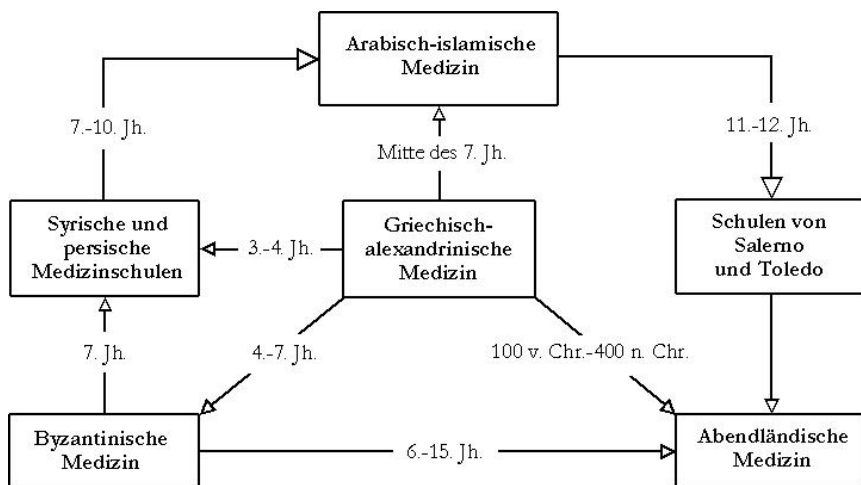 Arabisch-islamische
Medizin
7.-10. Jh.
11.-12. Jh.
Mitte des 7. Jh.
Syrische und
persische
Medizinschulen
3.-4. Jh.
Griechisch-
alexandrinische
Medizin
Schulen von
Salerno
und Toledo
7. Jh.
4.-7. Jh.
100 v. Chr.-400 n. Chr.
Byzantinische
Medizin
6.-15. Jh.
Abendländische
Medizin